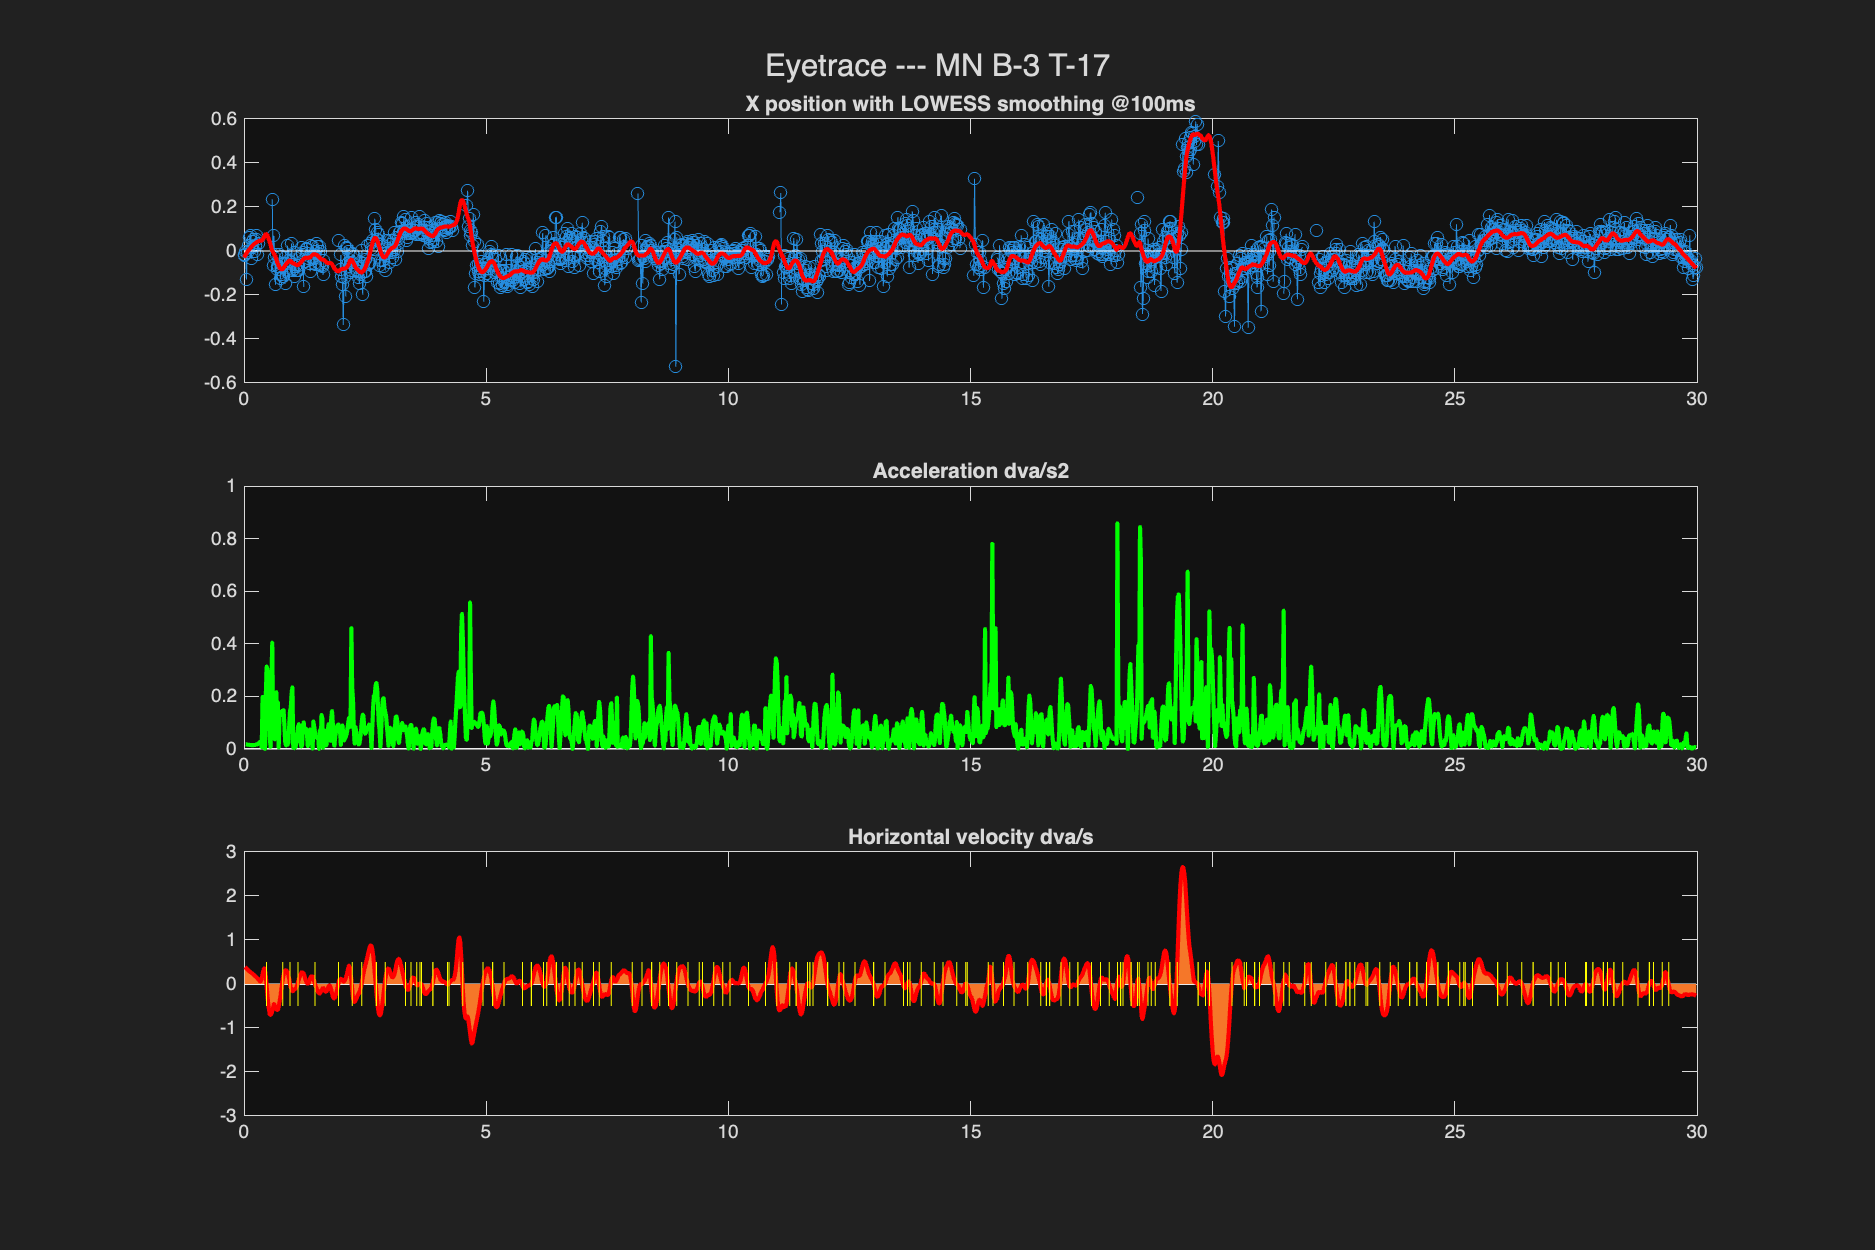 Eyetrace --- MN B-3 T-17
X position with LOWESS smoothing @100ms
0.6
0.4
0.2
0
-0.2
-0.4
-0.6
0 5 10 15 20 25 30
Acceleration dva/s2
1
0.8
0.6
0.4
0.2
0
0 5 10 15 20 25 30
Horizontal velocity dva/s
3
2
1
0
-1
-2
-3
0 5 10 15 20 25 30